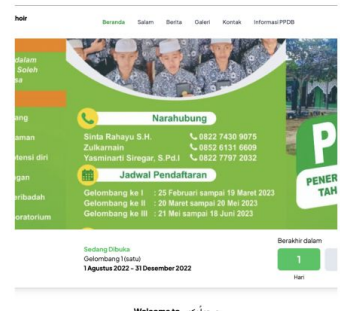 hoir
Beranda Salam Berita Galeri Kontak Informasi PPDB
dalam
Soleh
sa
ang
aman
tensi diri
gan
eribadah
oratorium
Narahubung
Sinta Rahayu S.H. 0822 7430 9075
Zulkarnain 0852 6131 6609
Yasminarti Siregar, S.Pd.I 0822 7797 2032
Jadwal Pendaftaran
Gelombang ke I : 25 Februari sampai 19 Maret 2023
Gelombang ke II : 20 Maret sampai 20 Mei 2023
Gelombang ke III : 21 Mei sampai 18 Juni 2023
P
PENER
TAH
Sedang Dibuka
Gelombang 1 (satu)
1 Agustus 2022 - 31 Desember 2022
Berakhir dalam
1
Hari
Welcome to